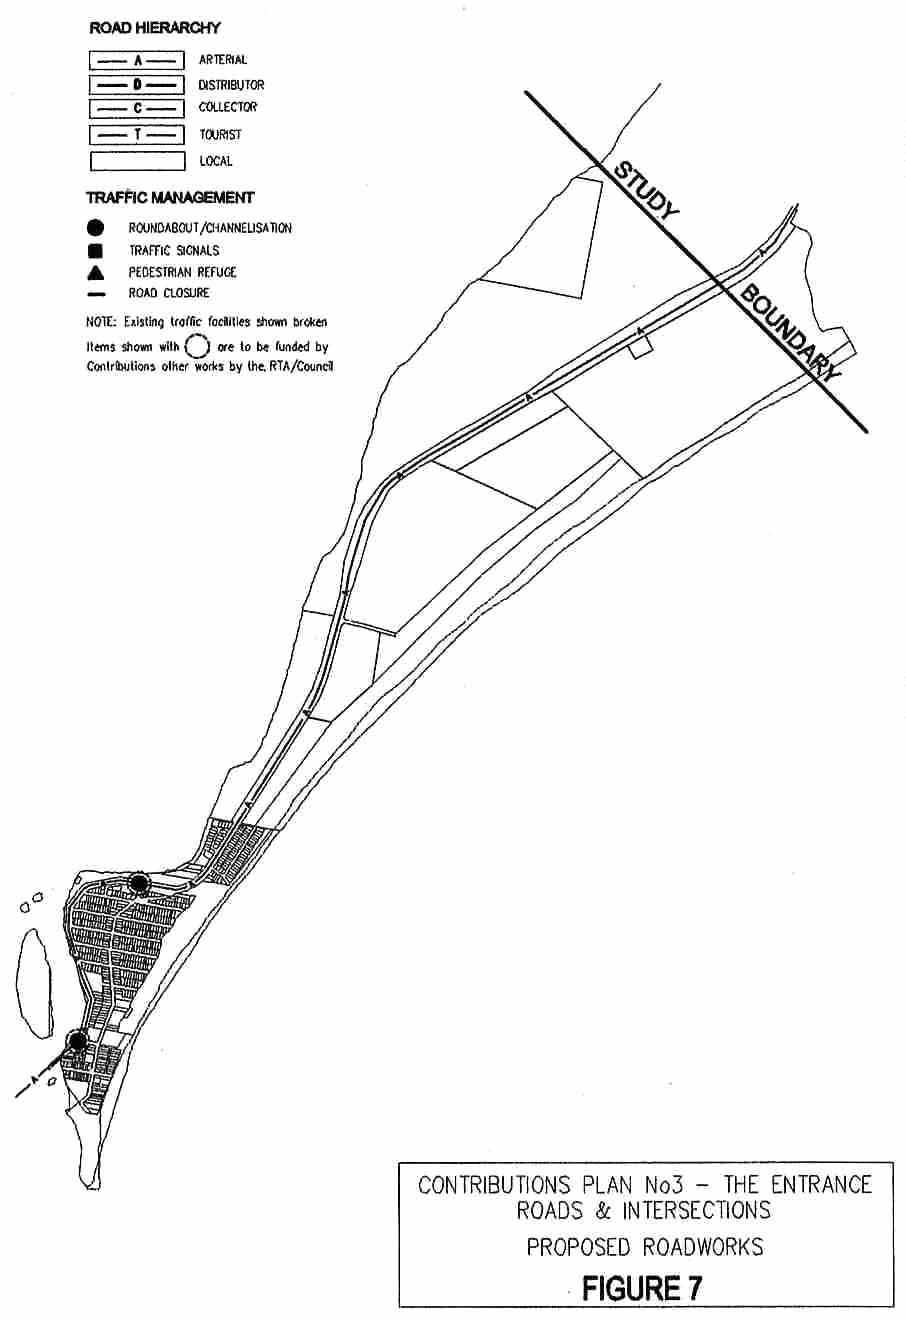 ROAD HIERARCHY
A ARTERIAL
D DISTRIBUTOR
C COLLECTOR
T TOURIST
LOCAL
TRAFFIC MANAGEMENT
ROUNDABOUT/CHANNELISATION
TRAFFIC SIGNALS
PEDESTRIAN REFUGE
ROAD CLOSURE
NOTE: Existing traffic facilities shown broken
Items shown with are to be funded by
Contributions other works by the RTA/Council
STUDY BOUNDARY
A
A
A
A
A
A
A
A
A
A
CONTRIBUTIONS PLAN No3 - THE ENTRANCE
ROADS & INTERSECTIONS
PROPOSED ROADWORKS
FIGURE 7